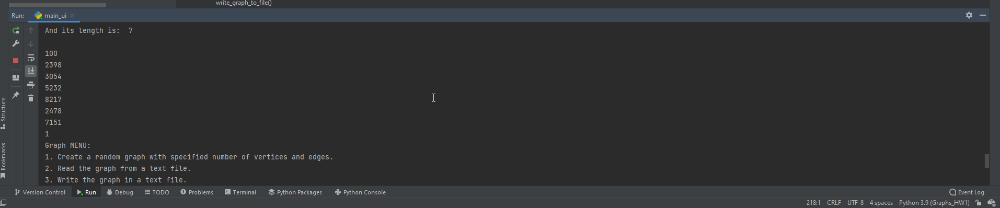 write_graph_to_file()
Run: main_ui
And its length is:  7
100
2398
3054
5232
8217
2478
7151
1
Graph MENU:
1. Create a random graph with specified number of vertices and edges.
2. Read the graph from a text file.
3. Write the graph in a text file.
Structure
Bookmarks
Version Control Run Debug TODO Problems Terminal Python Packages Python Console Event Log
218:1 CRLF UTF-8 4 spaces Python 3.9 (Graphs_HW1)